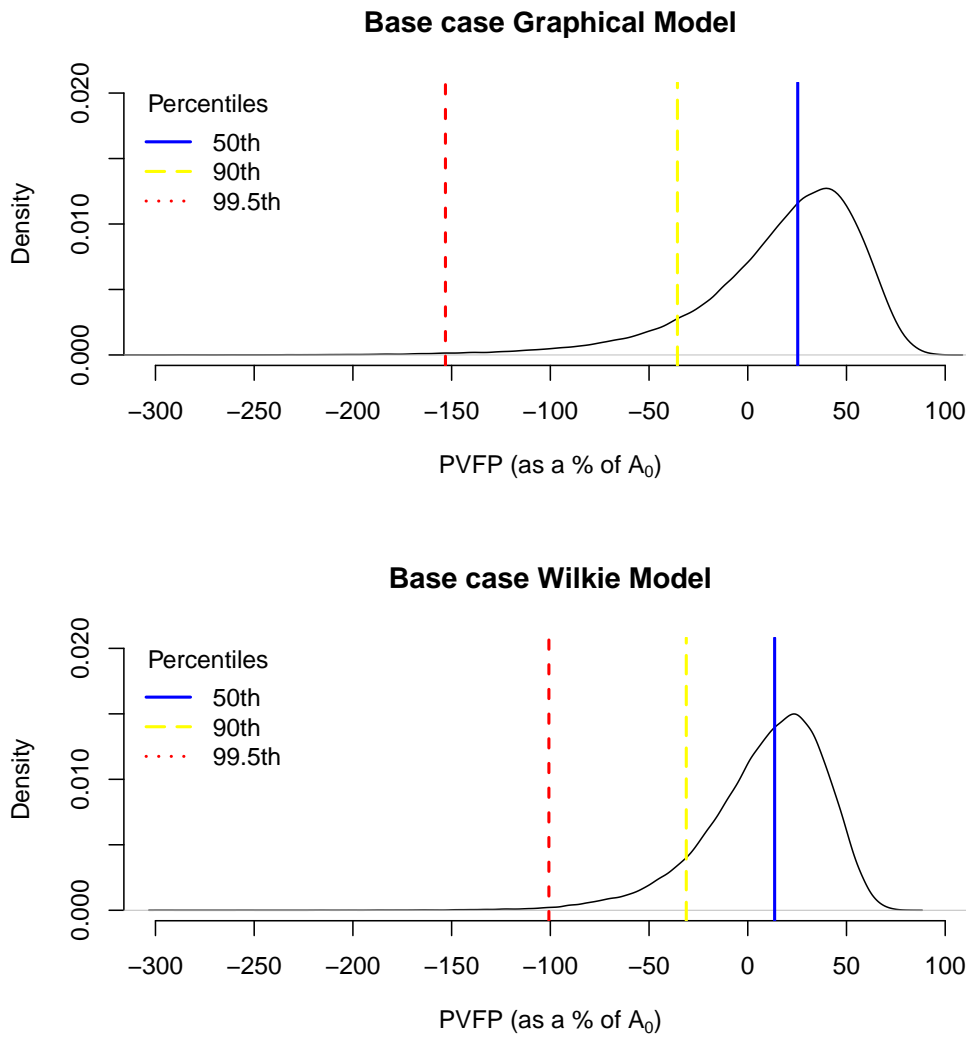 Base case Graphical Model
Density
0.000 0.010 0.020
Percentiles
50th
90th
99.5th
−300 −250 −200 −150 −100 −50 0 50 100
PVFP (as a % of A₀)
Base case Wilkie Model
Density
0.000 0.010 0.020
Percentiles
50th
90th
99.5th
−300 −250 −200 −150 −100 −50 0 50 100
PVFP (as a % of A₀)